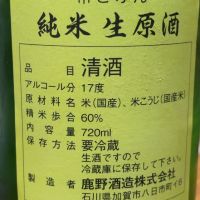 純米 生原酒
品目 清酒
アルコール分 17度
原材料名 米(国産)、米こうじ(国産米)
精米歩合 60%
内容量 720ml
保存方法 要冷蔵
生酒ですので
冷蔵庫に保存して下さい。
製造者 鹿野酒造株式会社
石川県加賀市八日市町イ6